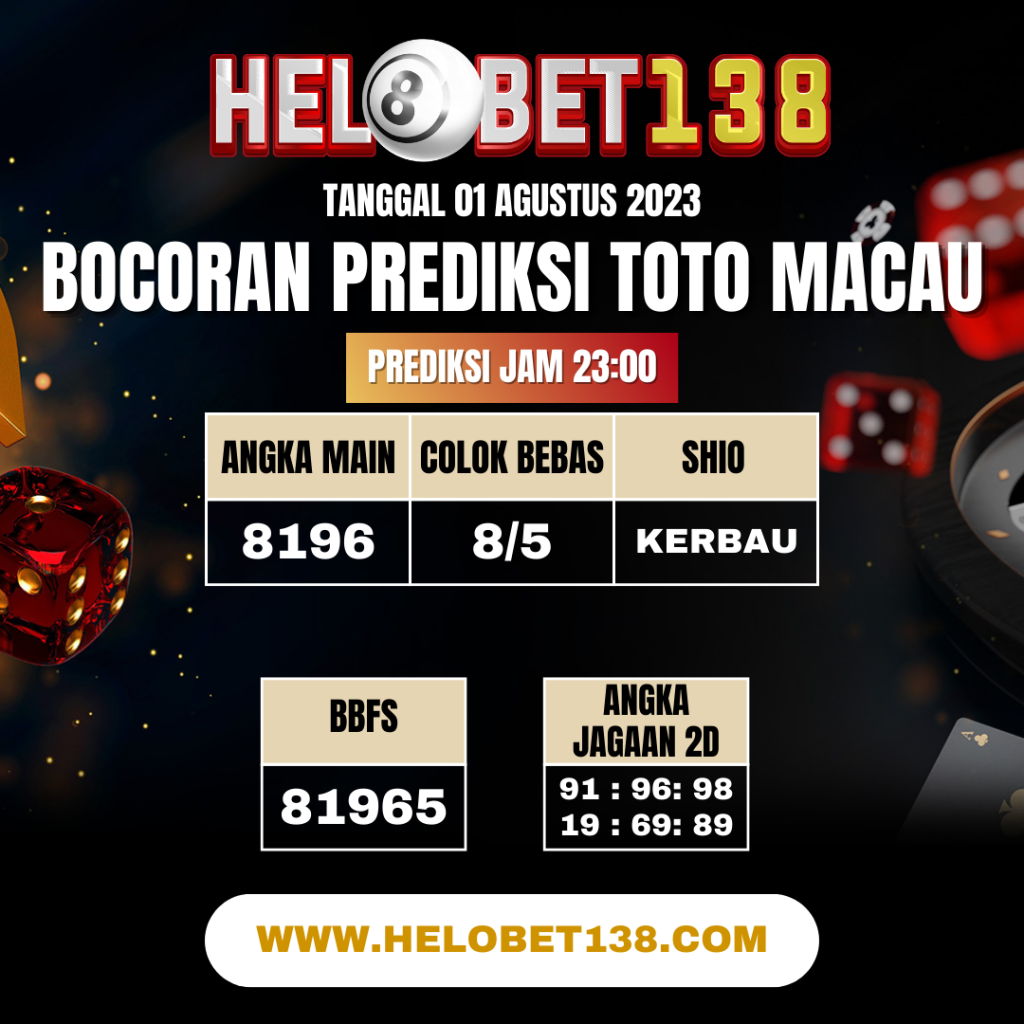 HELOBET138
TANGGAL 01 AGUSTUS 2023
BOCORAN PREDIKSI TOTO MACAU
PREDIKSI JAM 23:00
ANGKA MAIN COLOK BEBAS SHIO
8196 8/5 KERBAU
BBFS
81965
ANGKA
JAGAAN 2D
91 : 96: 98
19 : 69: 89
WWW.HELOBET138.COM